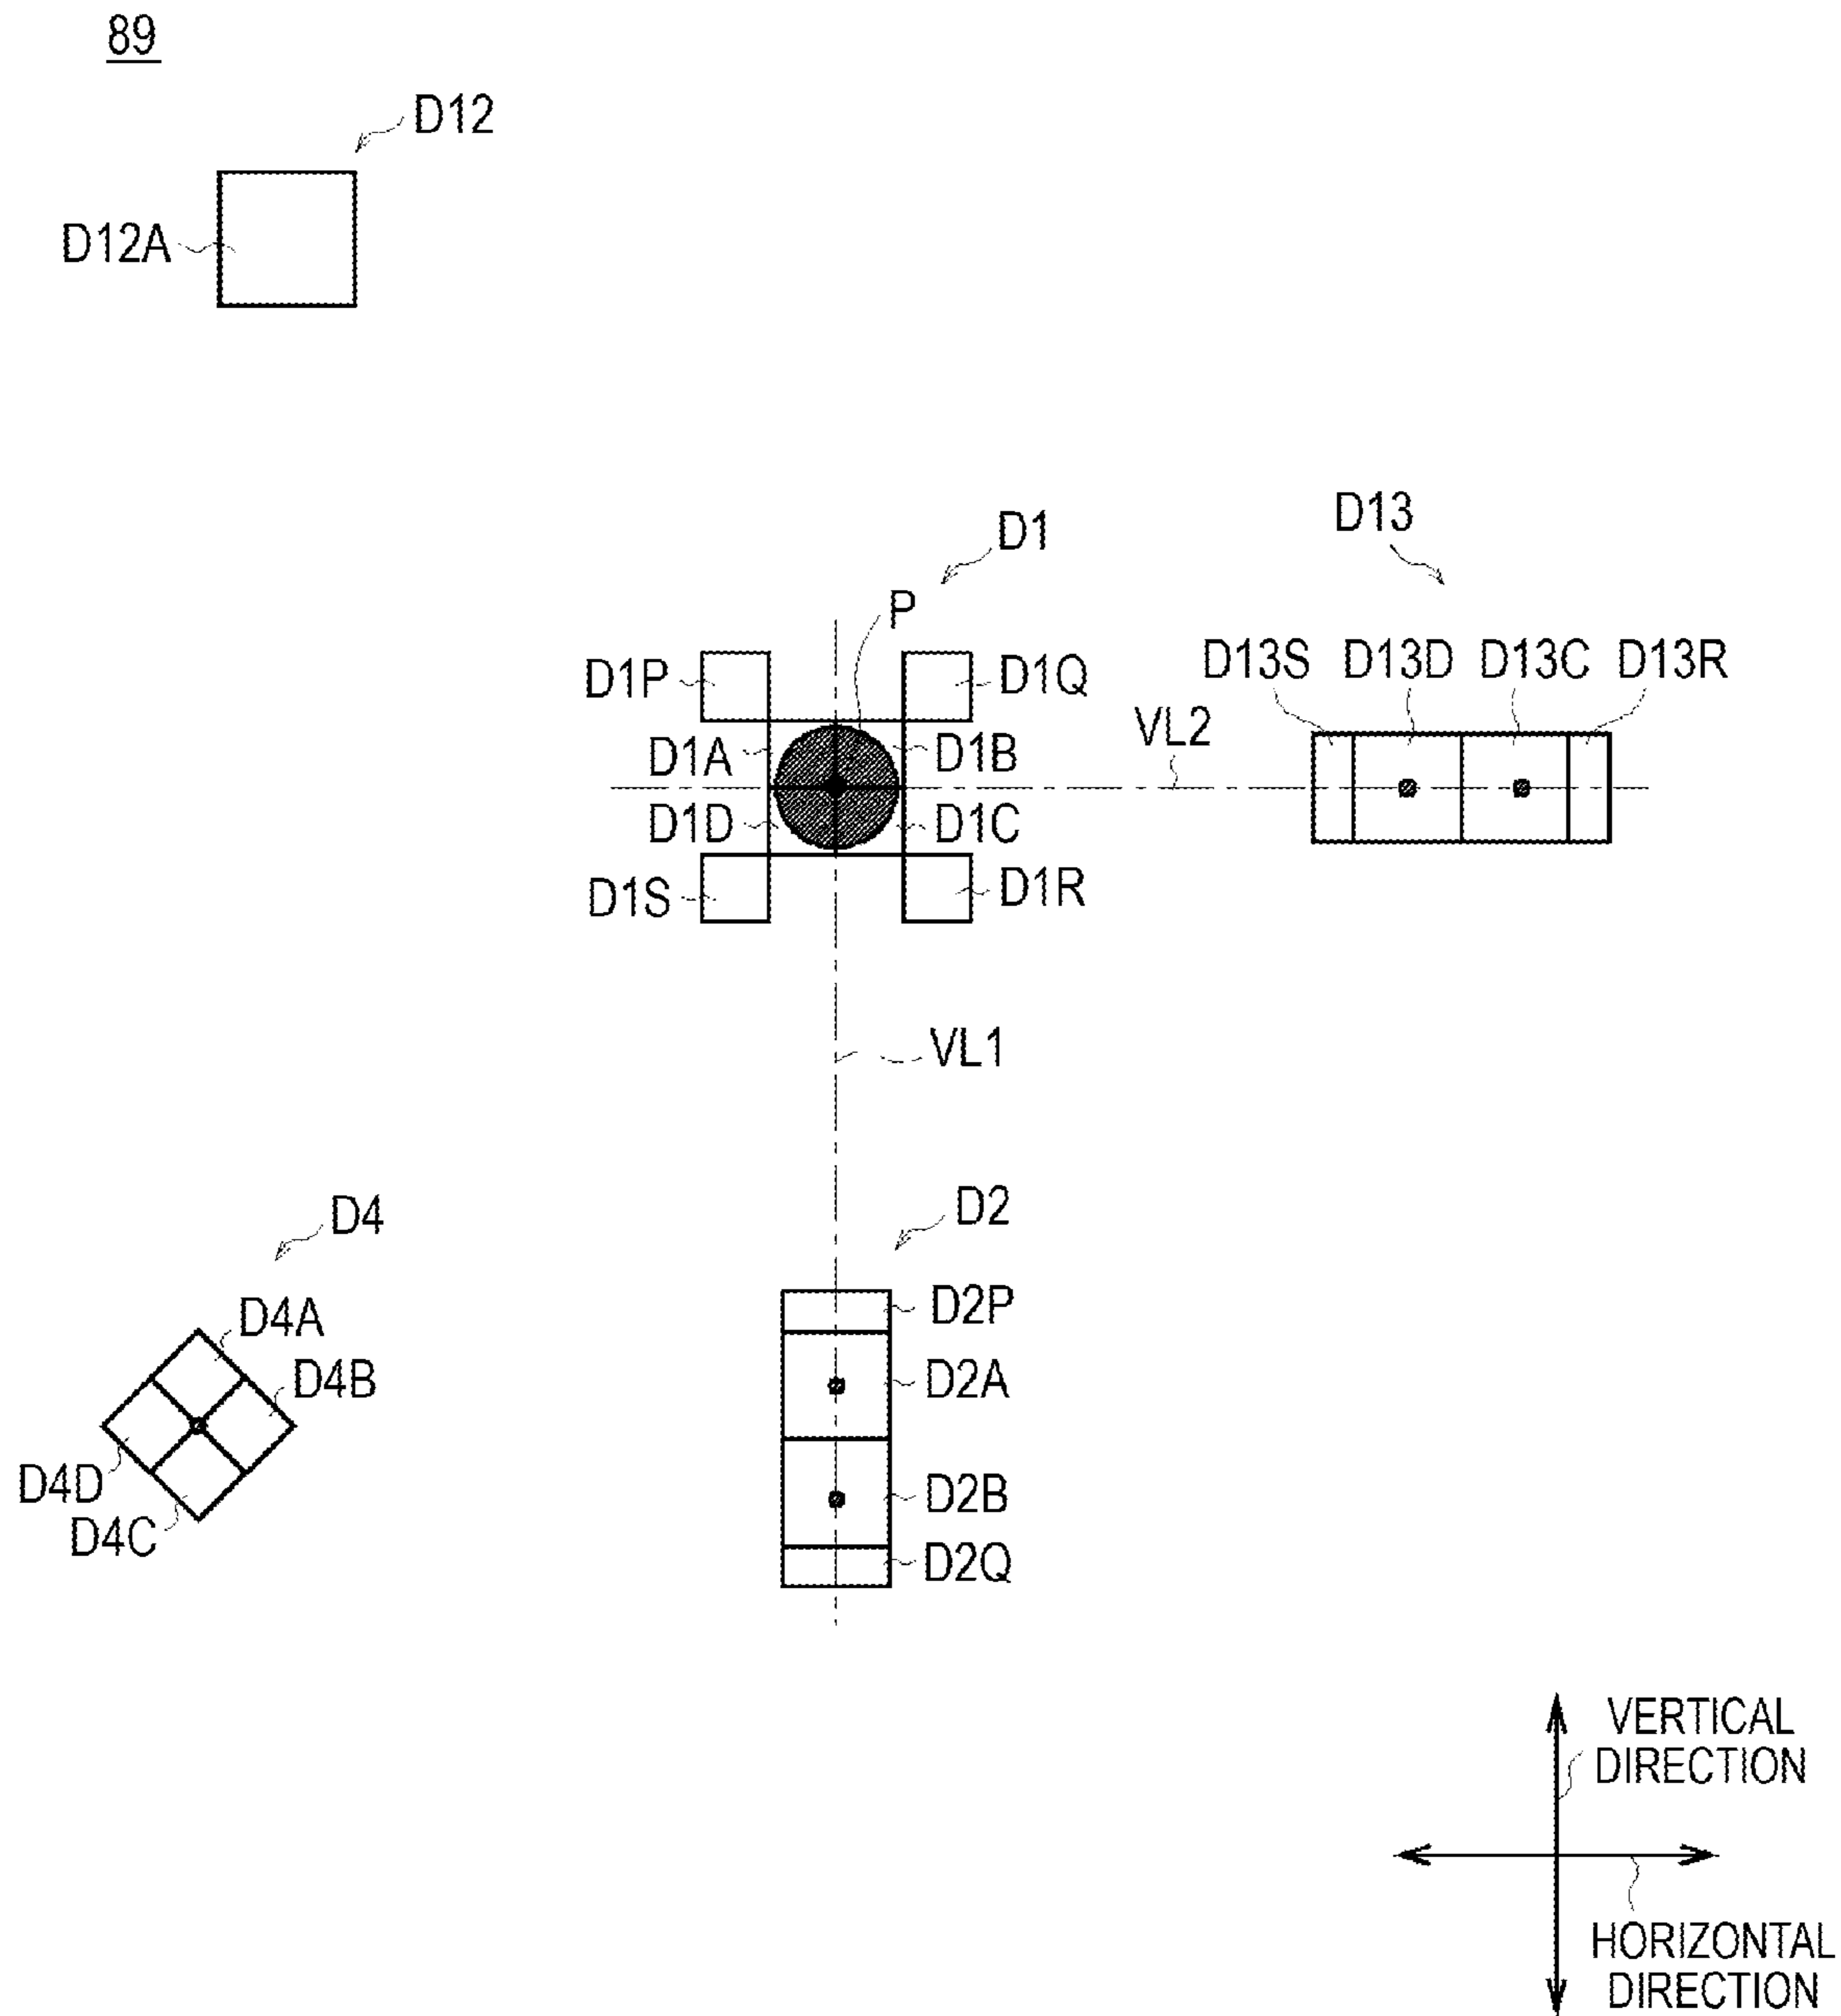 89
D12
D12A
D1
D13
P
D1P
D1Q
D13S D13D D13C D13R
D1A
D1B
VL2
D1D
D1C
D1S
D1R
VL1
D4
D2
D4A
D2P
D4B
D2A
D4D
D2B
D4C
D2Q
VERTICAL
DIRECTION
HORIZONTAL
DIRECTION